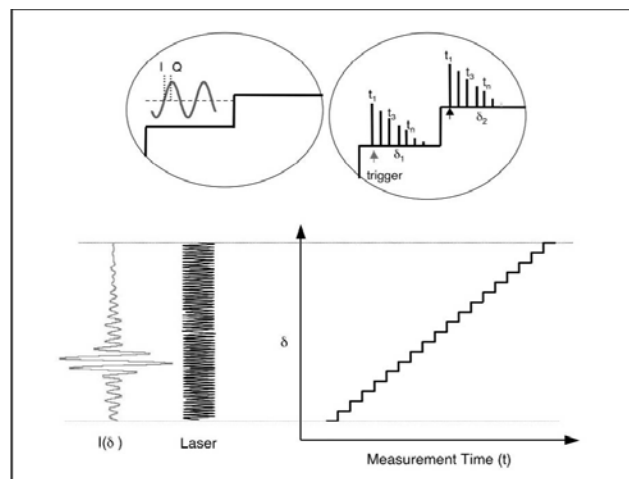 I Q
t1
t3
tn
δ2
t1
t3
tn
δ1
trigger
δ
I(δ )
Laser
Measurement Time (t)